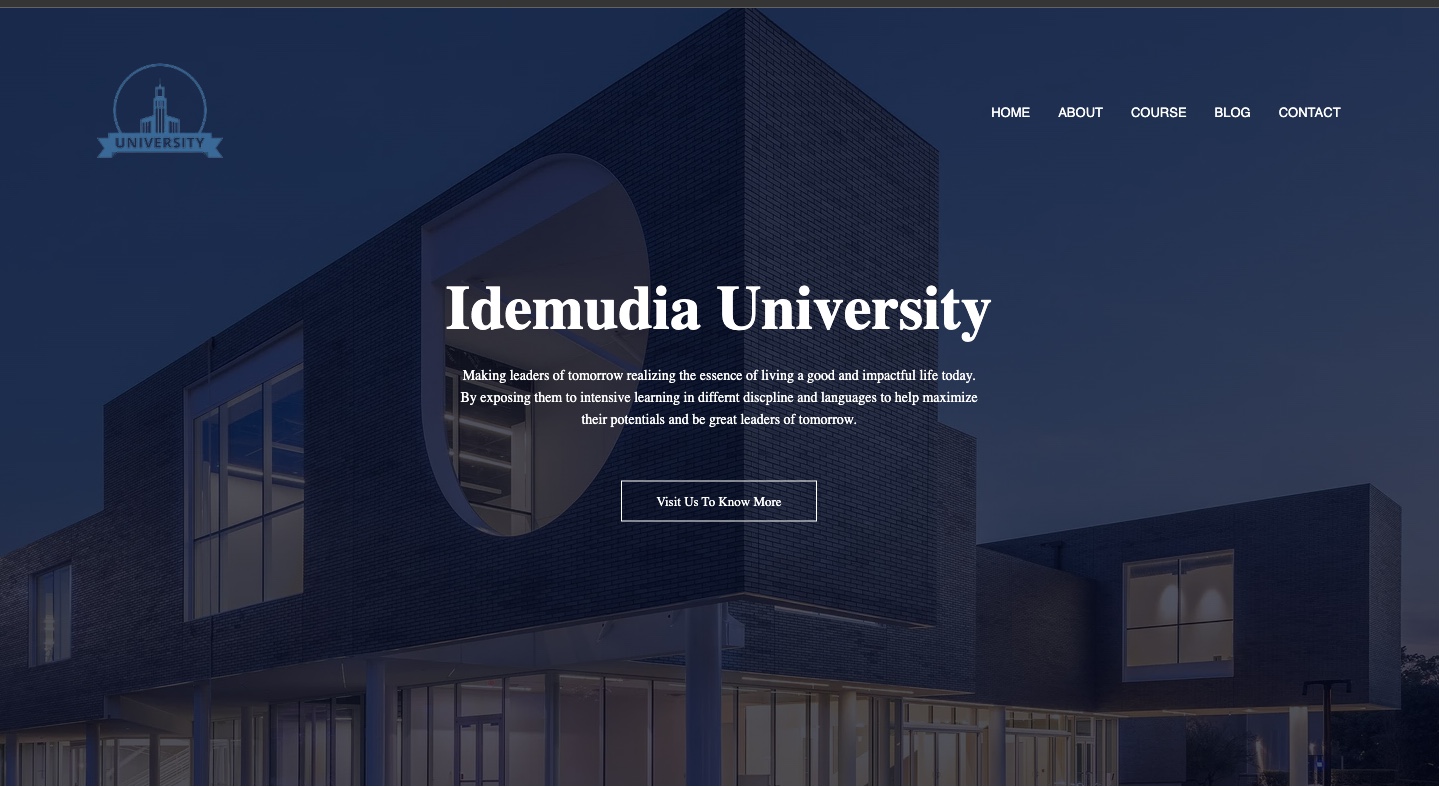 UNIVERSITY
HOME ABOUT COURSE BLOG CONTACT
Idemudia University
Making leaders of tomorrow realizing the essence of living a good and impactful life today.
By exposing them to intensive learning in differnt discpline and languages to help maximize
their potentials and be great leaders of tomorrow.
Visit Us To Know More